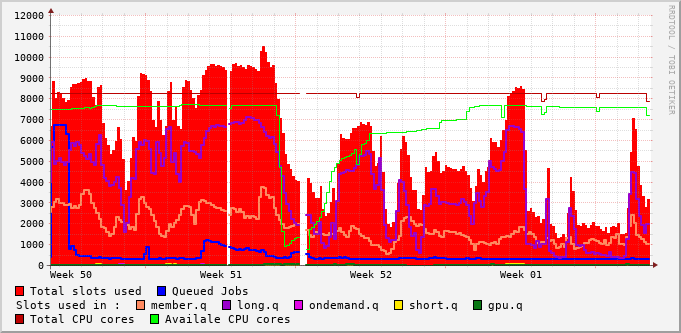 12000
11000
10000
9000
8000
7000
6000
5000
4000
3000
2000
1000
0
Week 50 Week 51 Week 52 Week 01
Total slots used Queued Jobs
Slots used in : member.q long.q ondemand.q short.q gpu.q
Total CPU cores Availale CPU cores
RRDTOOL / TOBI OETIKER